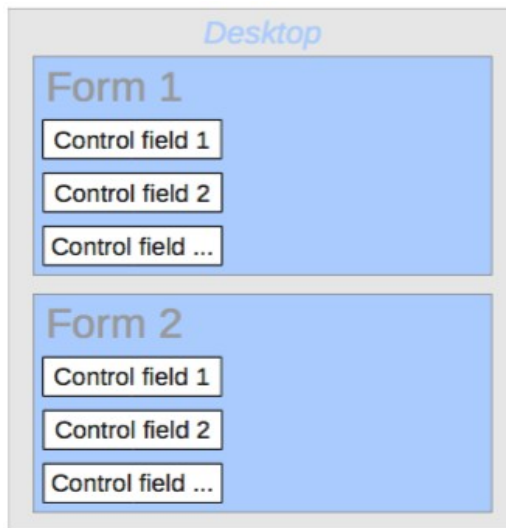 Desktop
Form 1
Control field 1
Control field 2
Control field ...
Form 2
Control field 1
Control field 2
Control field ...